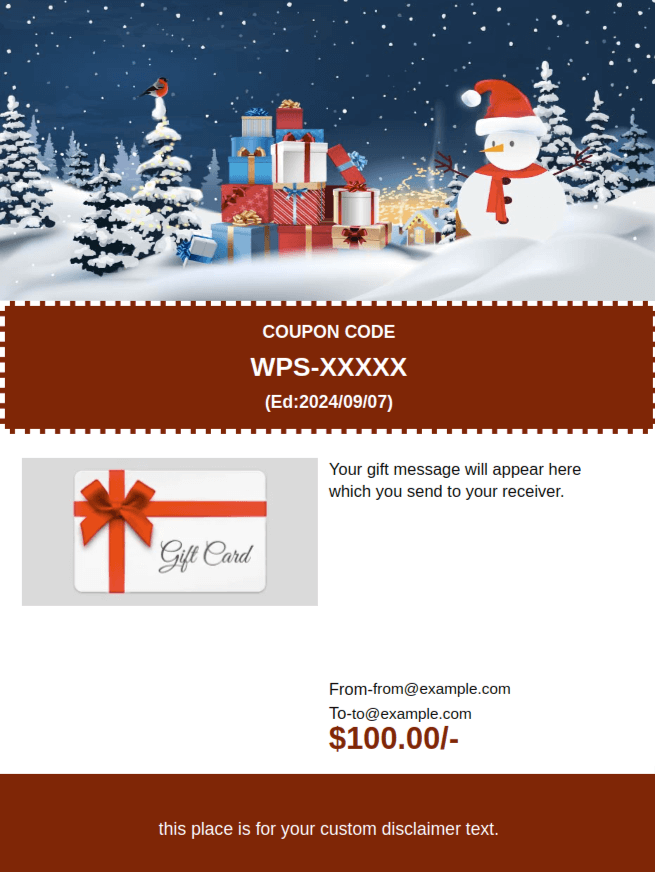 COUPON CODE
WPS-XXXXX
(Ed:2024/09/07)
Gift Card
Your gift message will appear here
which you send to your receiver.
From-from@example.com
To-to@example.com
$100.00/-
this place is for your custom disclaimer text.